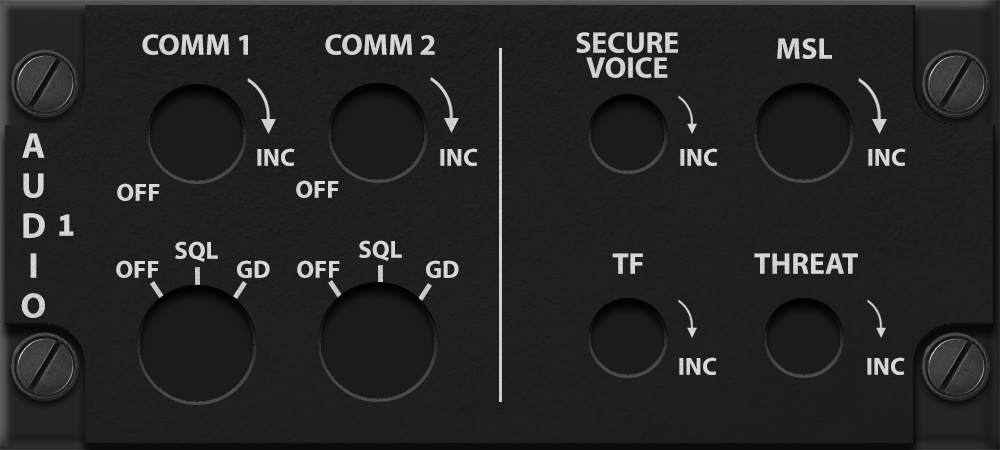 AUDIO 1
COMM 1
COMM 2
SECURE
VOICE
MSL
INC
INC
INC
INC
OFF
OFF
OFF
SQL
GD
OFF
SQL
GD
TF
THREAT
INC
INC